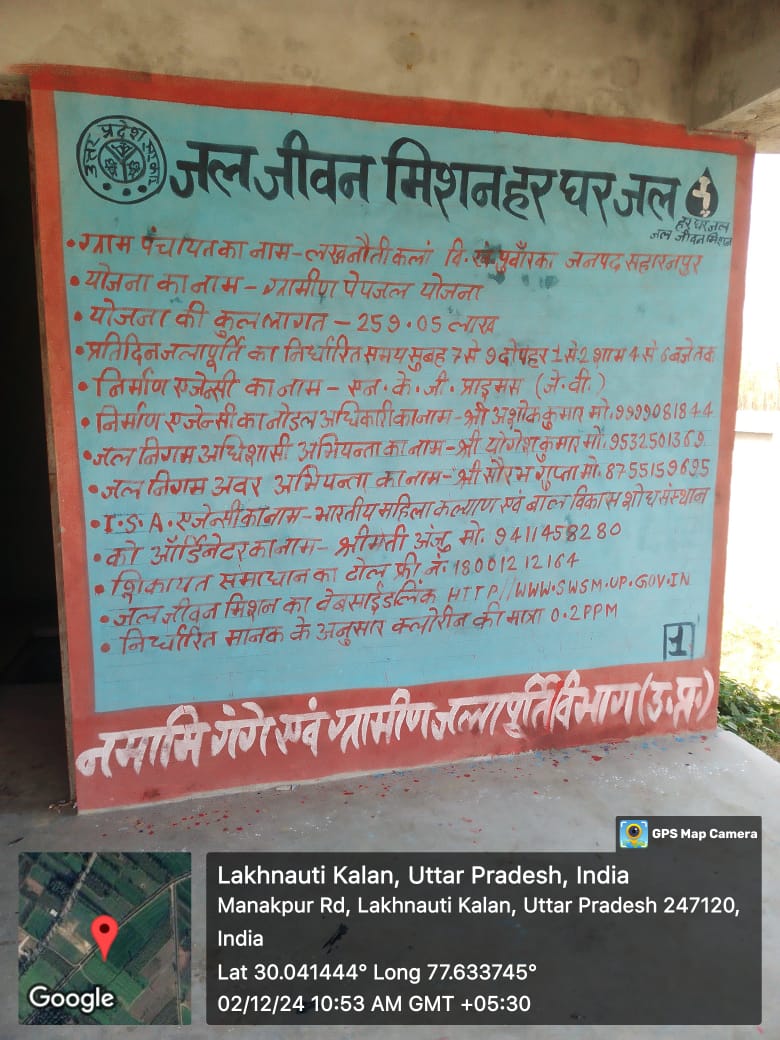 उत्तर प्रदेश सरकार
जल जीवन मिशन हर घर जल
हर घर जल
जल जीवन मिशन
• ग्राम पंचायत का नाम - लखनौती कलां वि. खं पुवाँरका जनपद सहारनपुर
• योजना का नाम - ग्रामीण पेयजल योजना
• योजना की कुल लागत - 259.05 लाख
• प्रतिदिन जलापूर्ति का निर्धारित समय सुबह 7 से 9 दोपहर 1 से 2 शाम 4 से 6 बजे तक
• निर्माण एजेन्सी का नाम - एन. के. जी. प्राइमस (जे. वी.)
• निर्माण एजेन्सी का नोडल अधिकारी का नाम - श्री अशोक कुमार मो. 9999081844
• जल निगम अधिशासी अभियन्ता का नाम - श्री योगेश कुमार मो. 9532501369
• जल निगम अवर अभियन्ता का नाम - श्री सौरभ गुप्ता मो. 8755159695
• I.S.A. एजेन्सी का नाम - भारतीय महिला कल्याण एवं बाल विकास शोध संस्थान
• को ऑर्डिनेटर का नाम - श्रीमती अंजु मो. 9411458280
• शिकायत समाधान का टोल फ्री नं. 18001212164
• जल जीवन मिशन का वेबसाईड लिंक HTTP//WWW.SWSM.UP.GOV.IN
• निर्धारित मानक के अनुसार क्लोरीन की मात्रा 0.2 PPM
1
नमामि गंगे एवं ग्रामीण जलापूर्ति विभाग (उ.प्र.)
GPS Map Camera
Lakhnauti Kalan, Uttar Pradesh, India
Manakpur Rd, Lakhnauti Kalan, Uttar Pradesh 247120,
India
Lat 30.041444° Long 77.633745°
02/12/24 10:53 AM GMT +05:30
Google